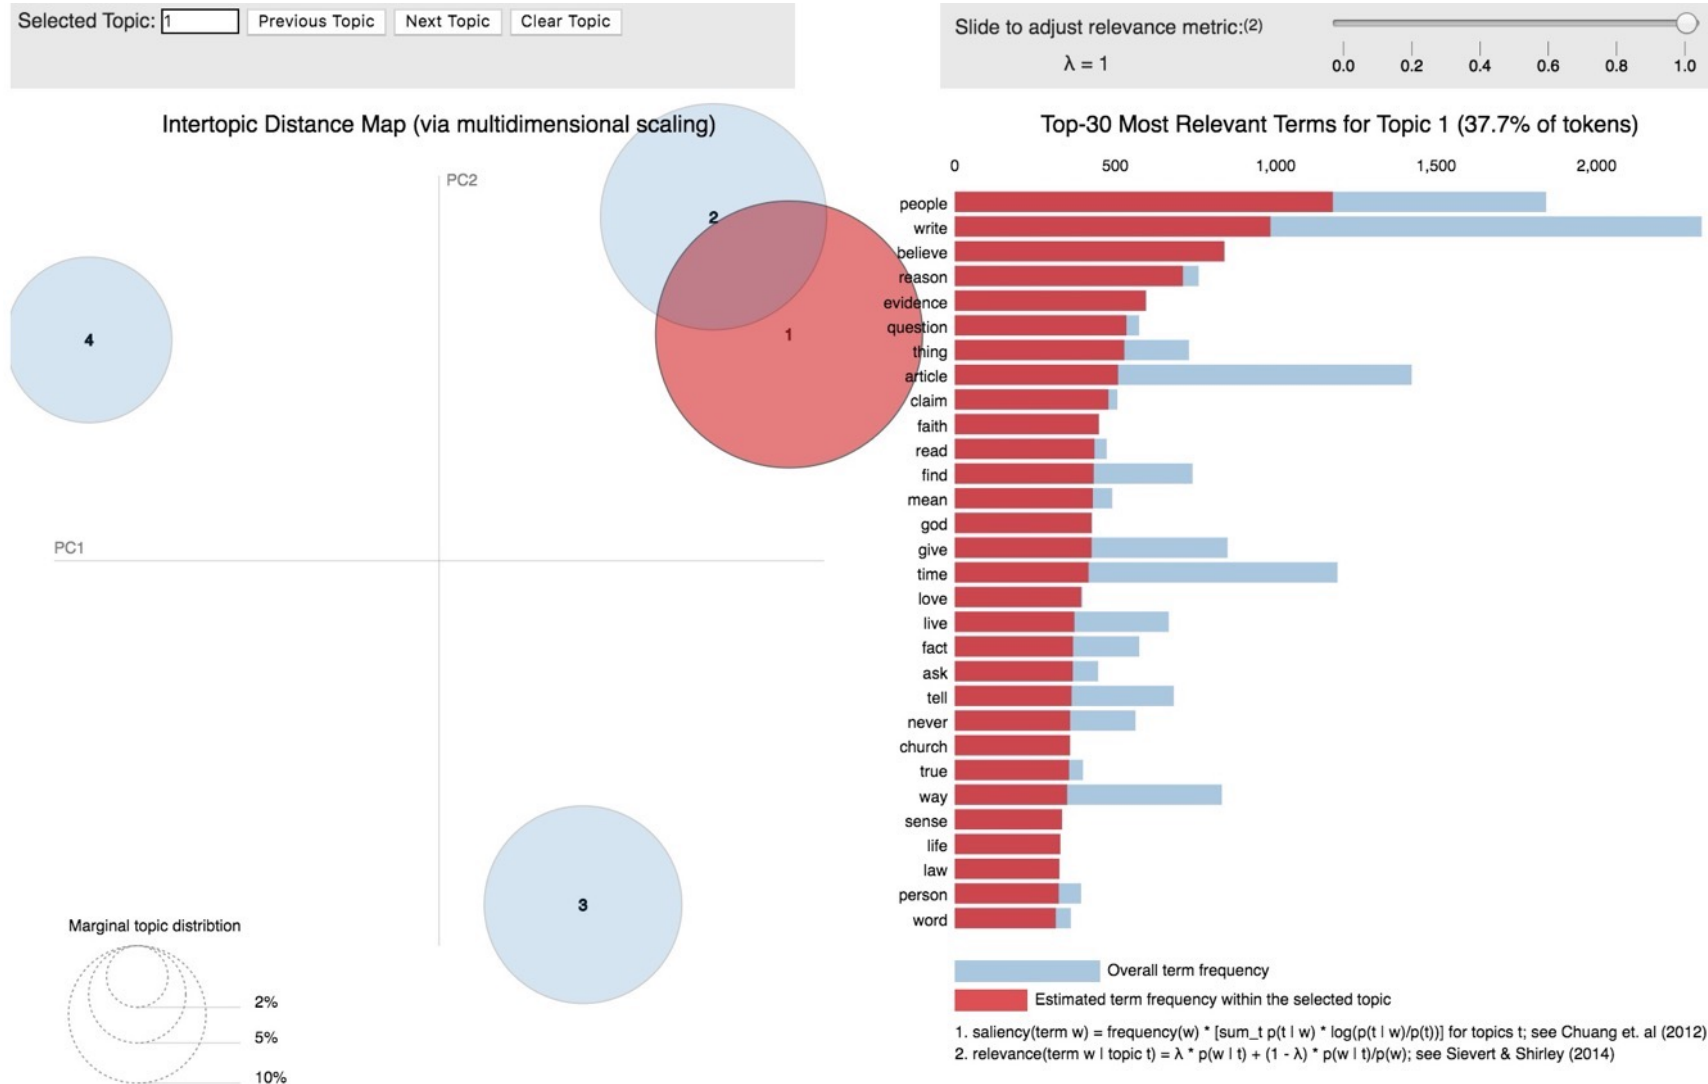 Selected Topic: 1 Previous Topic Next Topic Clear Topic
Slide to adjust relevance metric:(2)
λ = 1
0.0 0.2 0.4 0.6 0.8 1.0
Intertopic Distance Map (via multidimensional scaling)
PC2
PC1
2
1
4
3
Marginal topic distribtion
2%
5%
10%
Top-30 Most Relevant Terms for Topic 1 (37.7% of tokens)
0 500 1,000 1,500 2,000
people
write
believe
reason
evidence
question
thing
article
claim
faith
read
find
mean
god
give
time
love
live
fact
ask
tell
never
church
true
way
sense
life
law
person
word
Overall term frequency
Estimated term frequency within the selected topic
1. saliency(term w) = frequency(w) * [sum_t p(t | w) * log(p(t | w)/p(t))] for topics t; see Chuang et. al (2012)
2. relevance(term w | topic t) = λ * p(w | t) + (1 - λ) * p(w | t)/p(w); see Sievert & Shirley (2014)